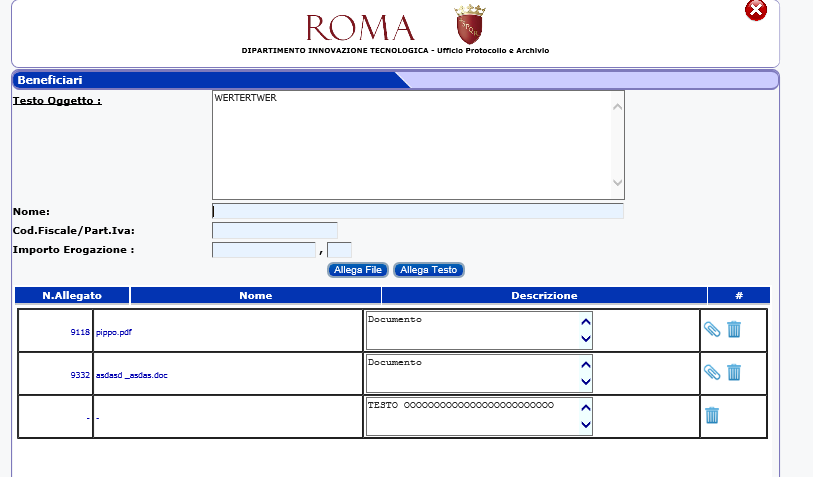 ROMA
DIPARTIMENTO INNOVAZIONE TECNOLOGICA - Ufficio Protocollo e Archivio
Beneficiari
Testo Oggetto :
WERTERTWER
Nome:
Cod.Fiscale/Part.Iva:
Importo Erogazione : ,
Allega File Allega Testo
N.Allegato Nome Descrizione #
9118 pippo.pdf Documento
9332 asdasd _asdas.doc Documento
- - TESTO OOOOOOOOOOOOOOOOOOOOOOOOO